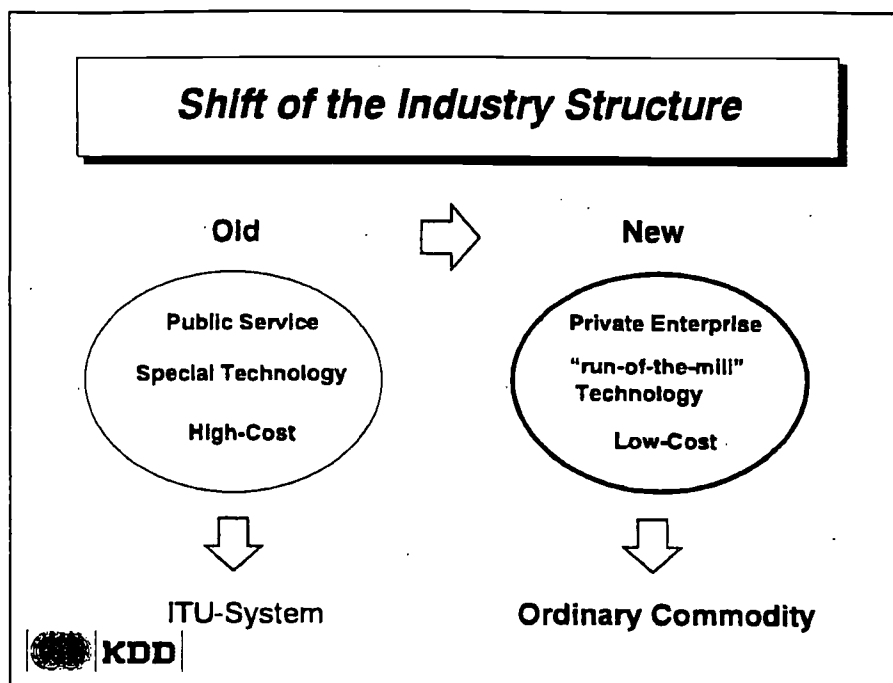 Shift of the Industry Structure
Old
New
Public Service
Special Technology
High-Cost
Private Enterprise
"run-of-the-mill"
Technology
Low-Cost
ITU-System
Ordinary Commodity
KDD